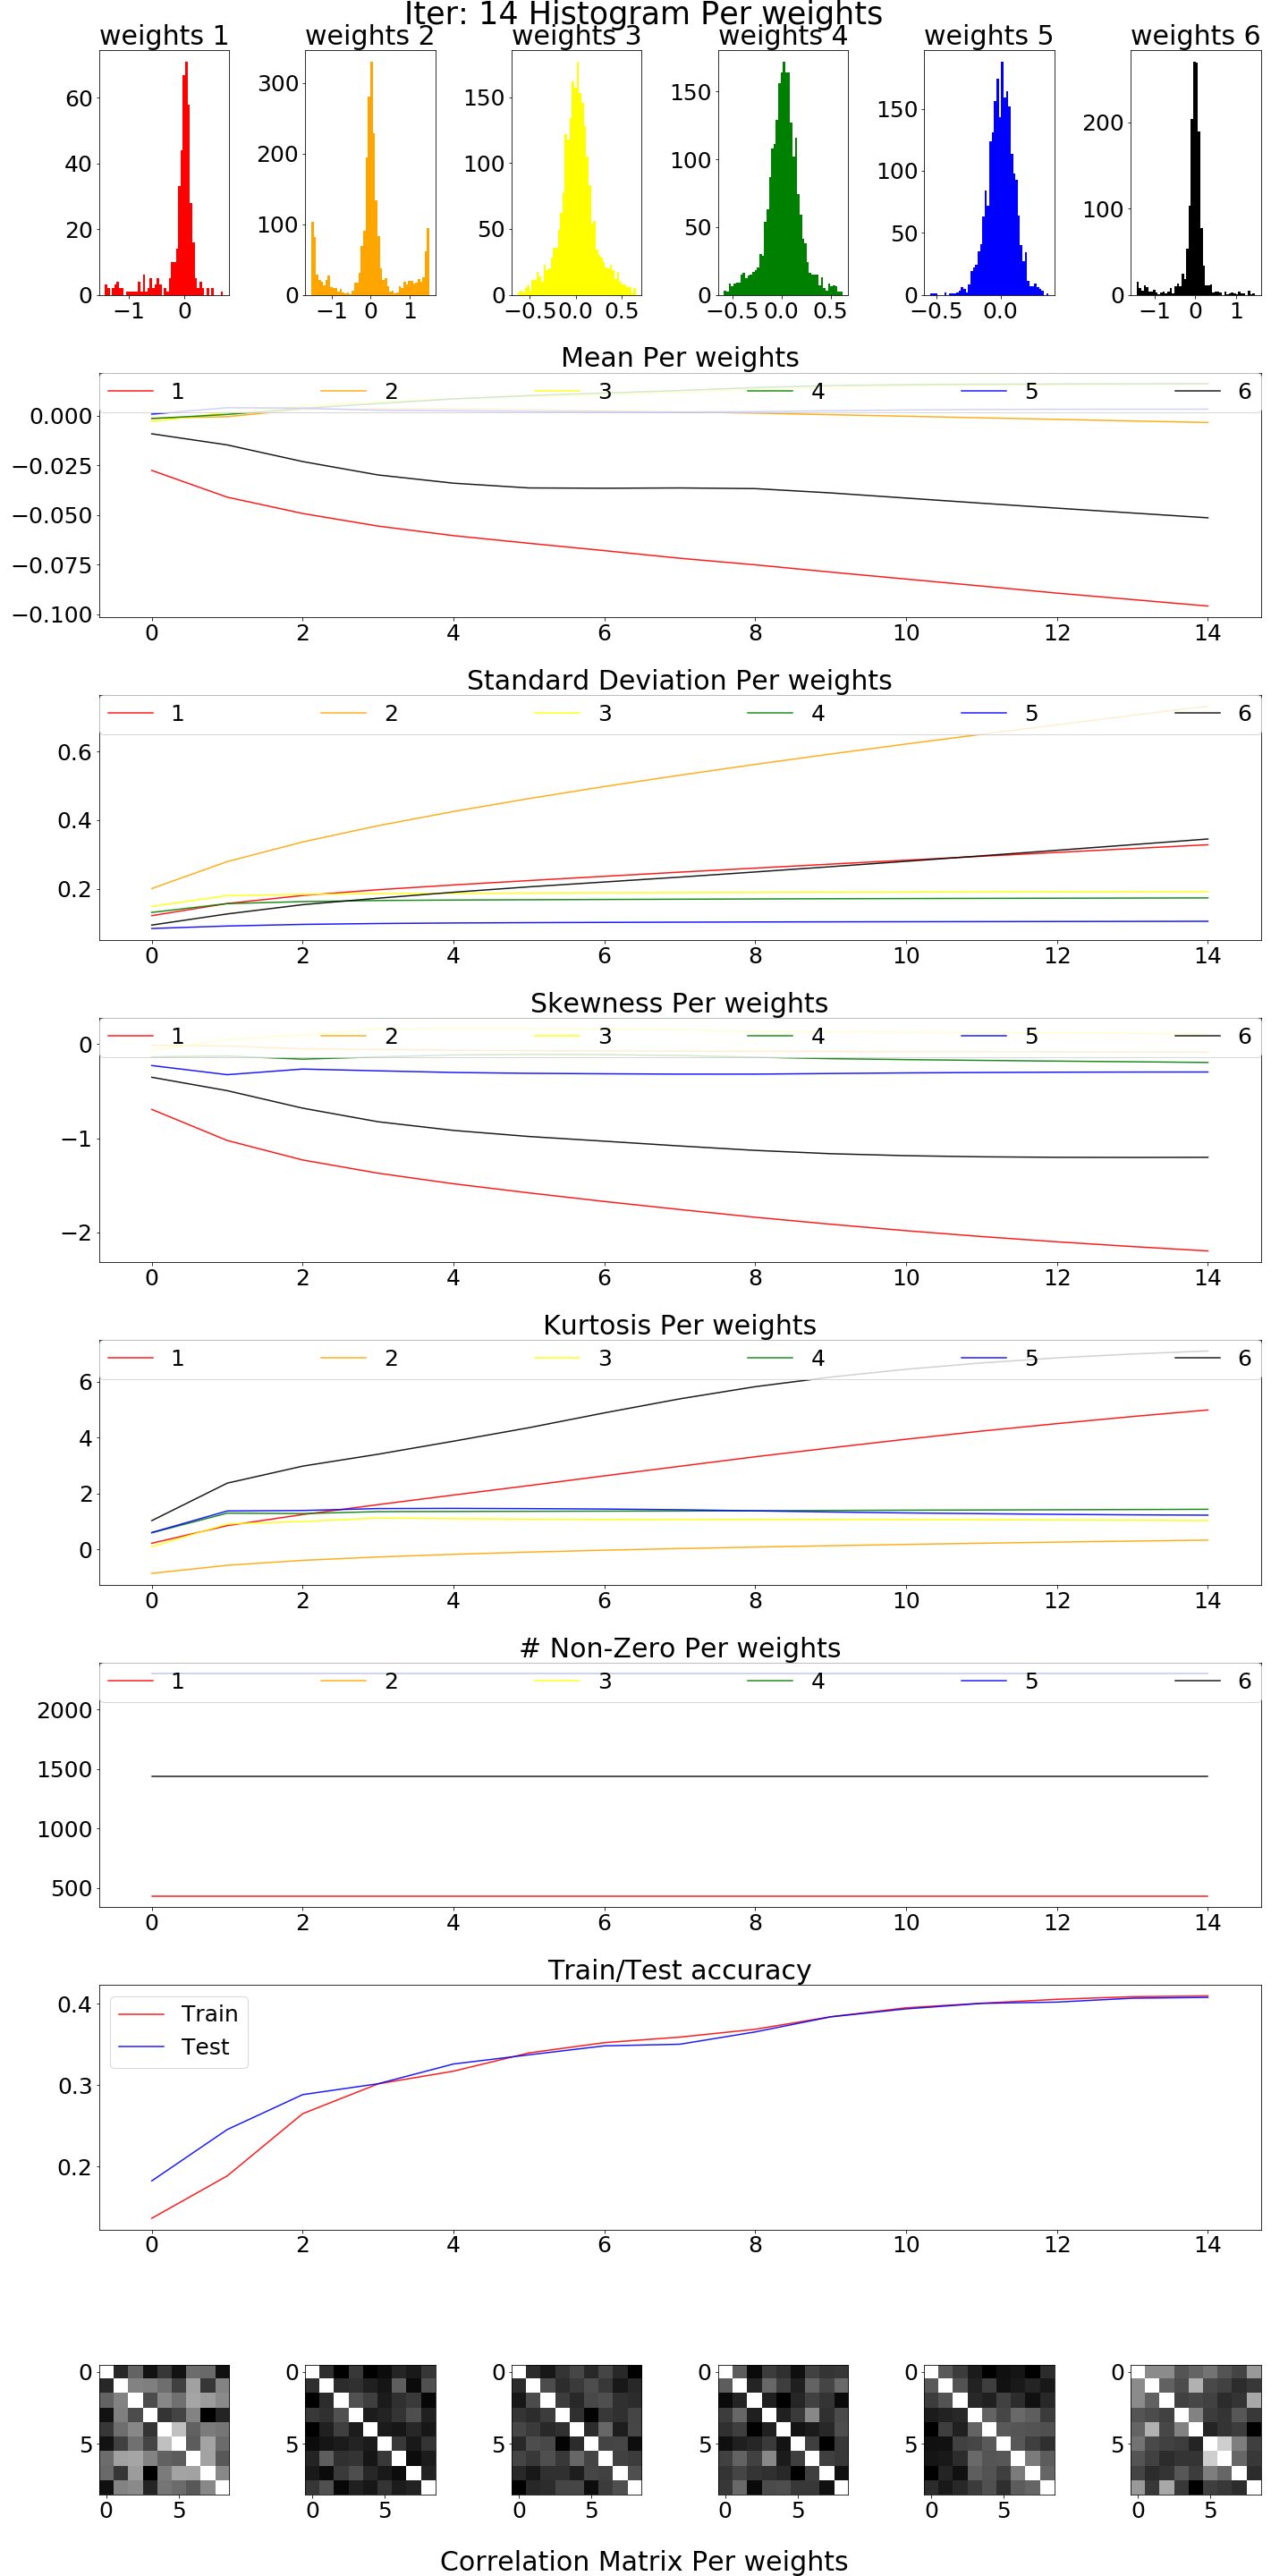 Iter: 14 Histogram Per weights
weights 1 weights 2 weights 3 weights 4 weights 5 weights 6
60 300 150 150 150 200
40 200 100 100 100 100
20 100 50 50 50
0 0 0 0 0 0
−1 0 −1 0 1 −0.5 0.0 0.5 −0.5 0.0 0.5 −0.5 0.0 −1 0 1
Mean Per weights
1 2 3 4 5 6
0.000
−0.025
−0.050
−0.075
−0.100
0 2 4 6 8 10 12 14
Standard Deviation Per weights
1 2 3 4 5 6
0.6
0.4
0.2
0 2 4 6 8 10 12 14
Skewness Per weights
1 2 3 4 5 6
0
−1
−2
0 2 4 6 8 10 12 14
Kurtosis Per weights
1 2 3 4 5 6
6
4
2
0
0 2 4 6 8 10 12 14
# Non-Zero Per weights
1 2 3 4 5 6
2000
1500
1000
500
0 2 4 6 8 10 12 14
Train/Test accuracy
Train
Test
0.4
0.3
0.2
0 2 4 6 8 10 12 14
0 0 0 0 0 0
5 5 5 5 5 5
0 5 0 5 0 5 0 5 0 5 0 5
Correlation Matrix Per weights